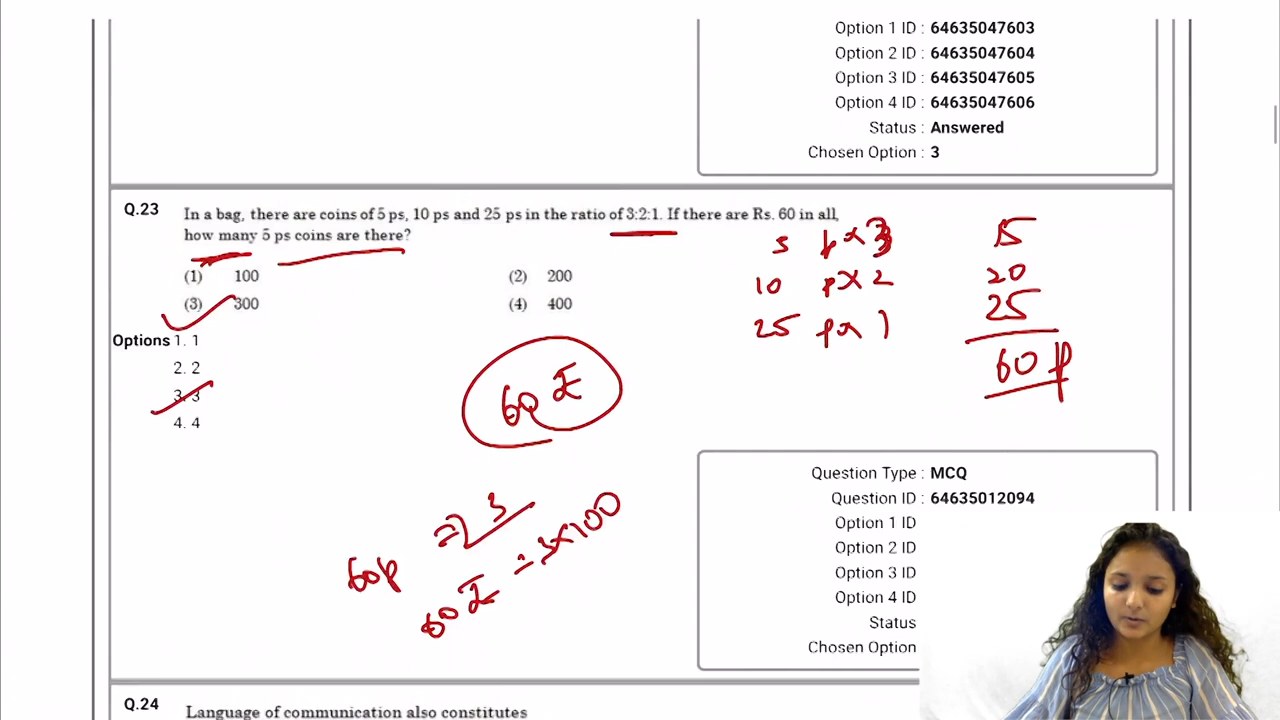 Option 1 ID : 64635047603
Option 2 ID : 64635047604
Option 3 ID : 64635047605
Option 4 ID : 64635047606
Status : Answered
Chosen Option : 3
Q.23 In a bag, there are coins of 5 ps, 10 ps and 25 ps in the ratio of 3:2:1. If there are Rs. 60 in all,
how many 5 ps coins are there?
(1) 100 (2) 200
(3) 300 (4) 400
Options 1. 1
2. 2
3. 3
4. 4
5 p x 3 15
10 p x 2 20
25 p x 1 25
60 p
60 ₹
=> 3
60p
60 ₹ = 3 x 100
Question Type : MCQ
Question ID : 64635012094
Option 1 ID
Option 2 ID
Option 3 ID
Option 4 ID
Status
Chosen Option
Q.24 Language of communication also constitutes